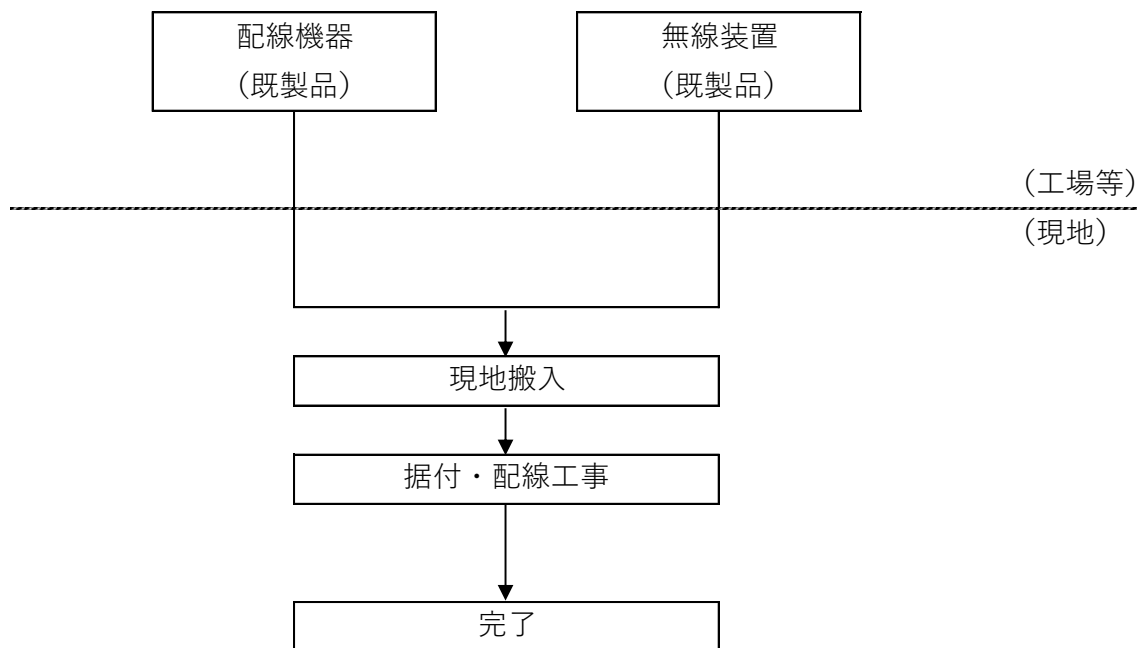 配線機器
(既製品)
無線装置
(既製品)
(工場等)
(現地)
現地搬入
据付・配線工事
完了